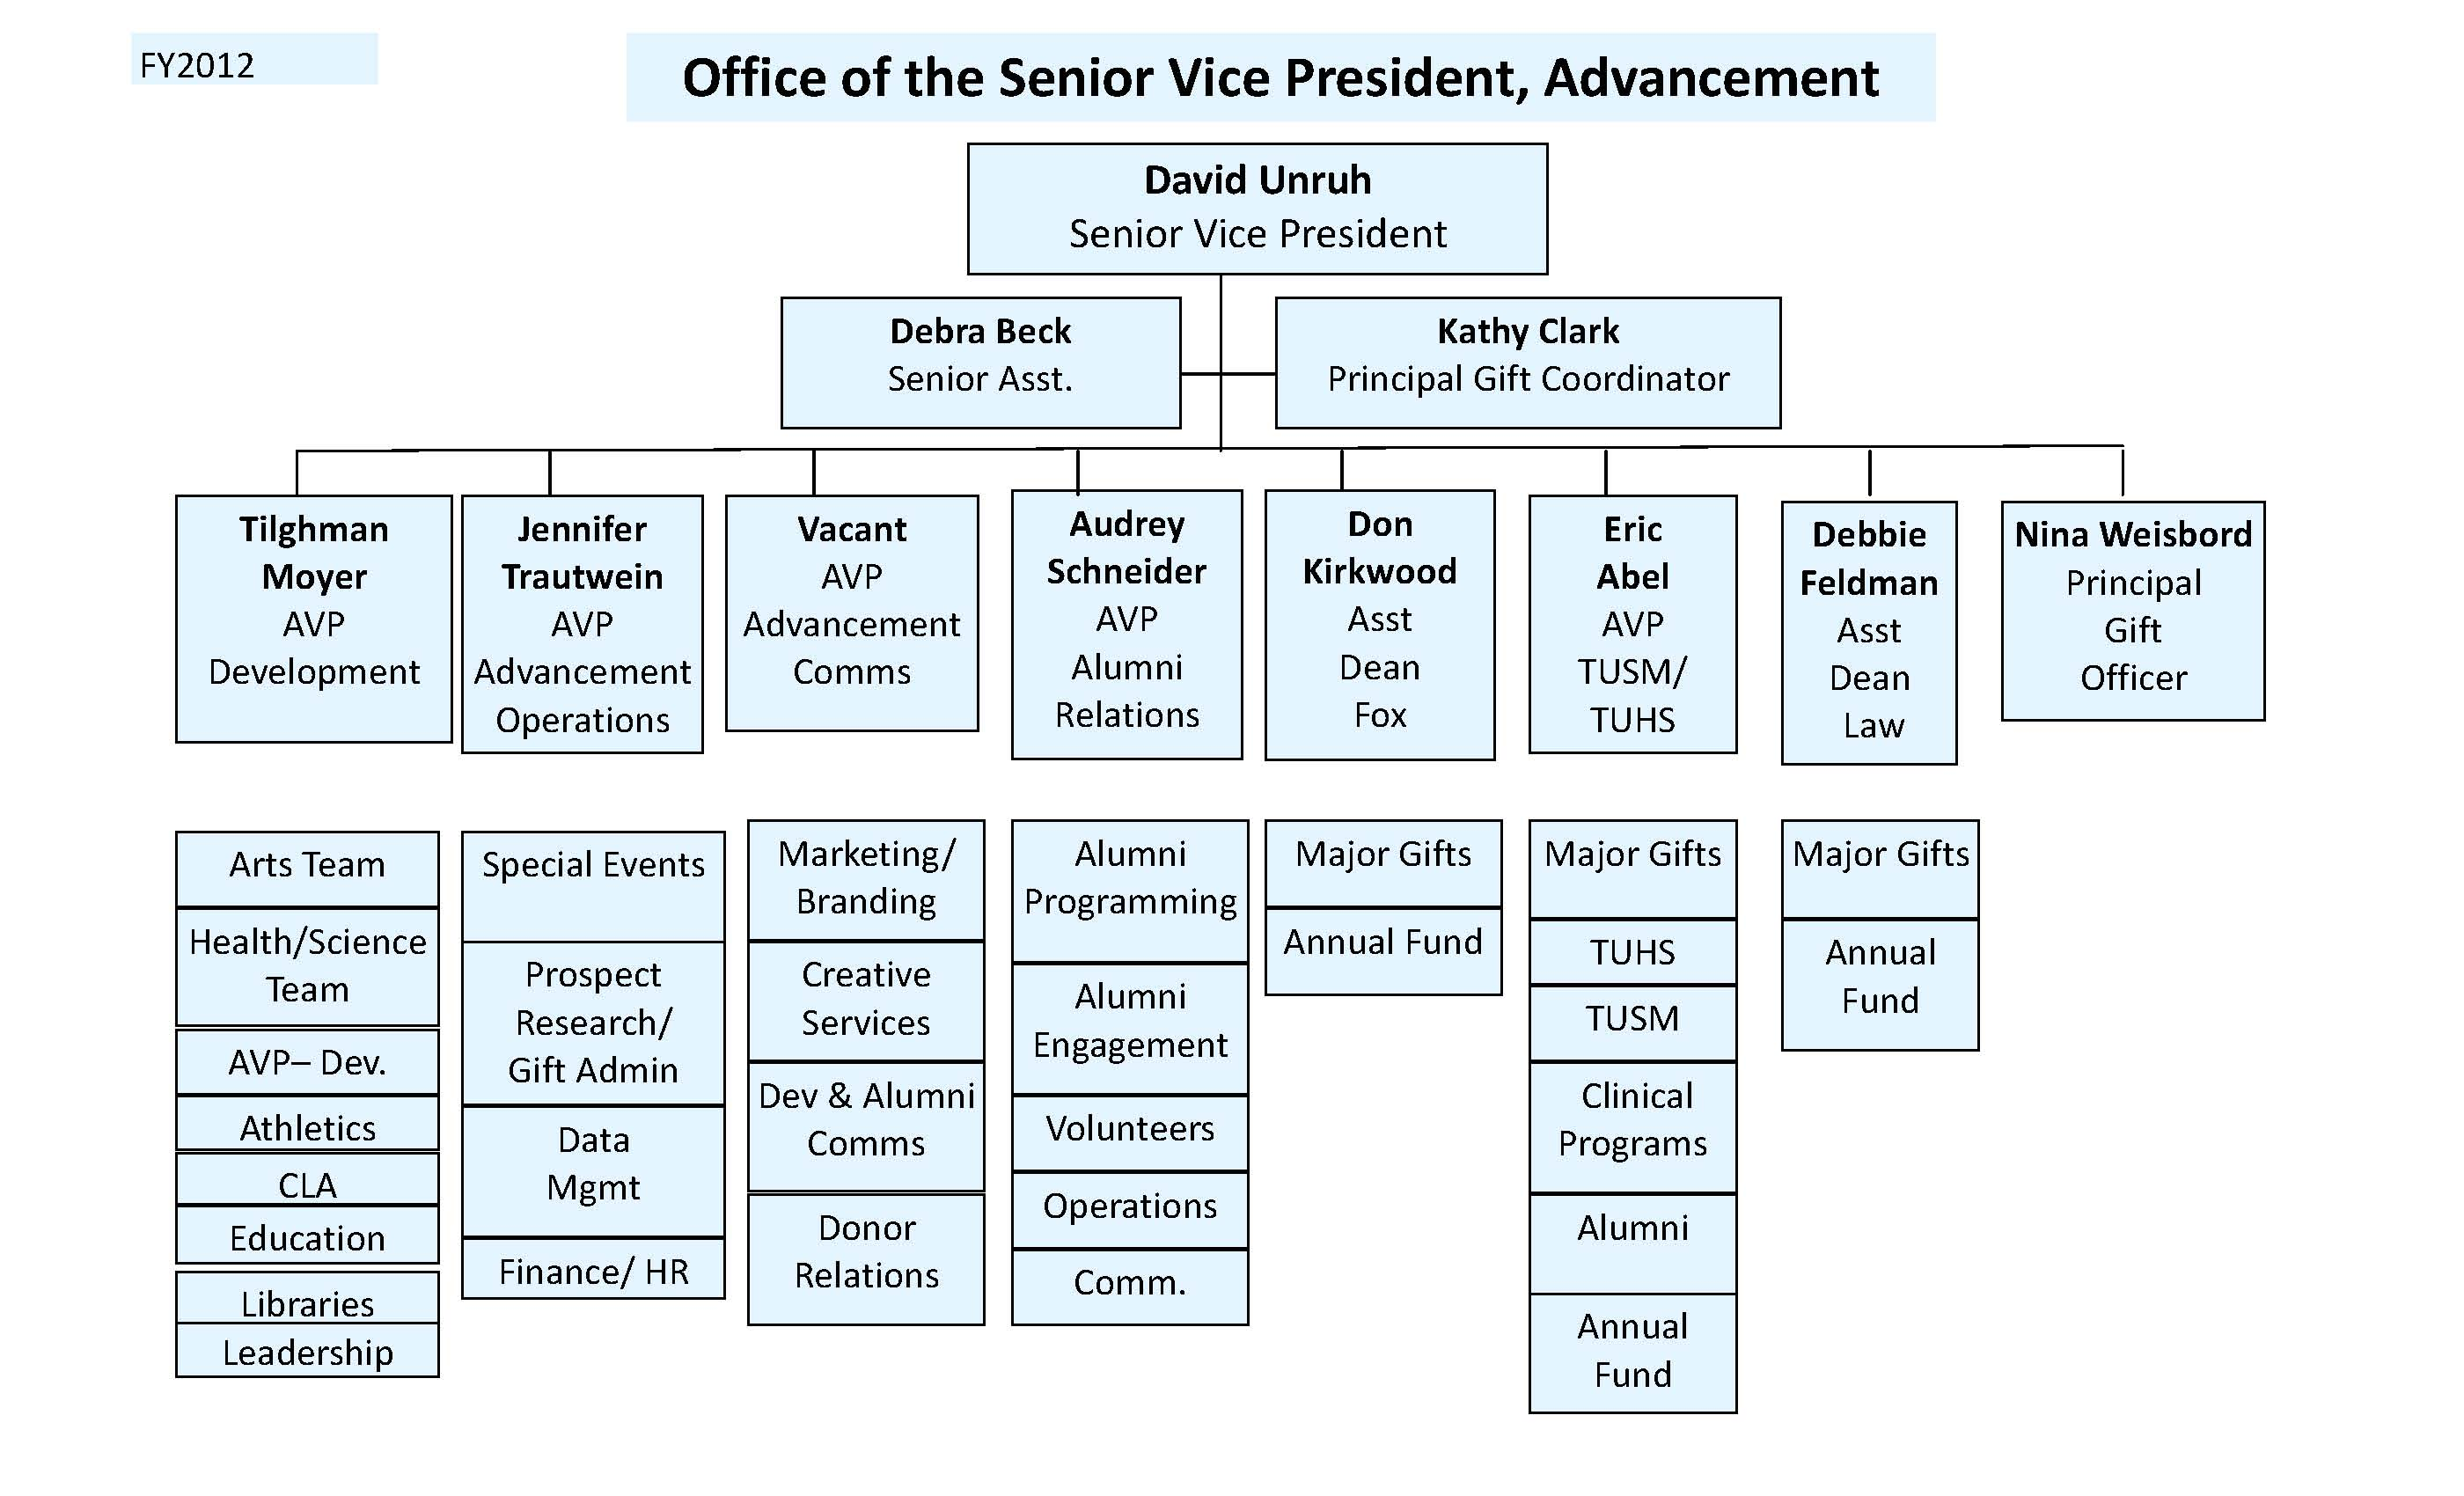 FY2012
Office of the Senior Vice President, Advancement
David Unruh
Senior Vice President
Debra Beck
Senior Asst.
Kathy Clark
Principal Gift Coordinator
Tilghman
Moyer
AVP
Development
Jennifer
Trautwein
AVP
Advancement
Operations
Vacant
AVP
Advancement
Comms
Audrey
Schneider
AVP
Alumni
Relations
Don
Kirkwood
Asst
Dean
Fox
Eric
Abel
AVP
TUSM/
TUHS
Debbie
Feldman
Asst
Dean
Law
Nina Weisbord
Principal
Gift
Officer
Arts Team
Health/Science
Team
AVP– Dev.
Athletics
CLA
Education
Libraries
Leadership
Special Events
Prospect
Research/
Gift Admin
Data
Mgmt
Finance/ HR
Marketing/
Branding
Creative
Services
Dev & Alumni
Comms
Donor
Relations
Alumni
Programming
Alumni
Engagement
Volunteers
Operations
Comm.
Major Gifts
Annual Fund
Major Gifts
TUHS
TUSM
Clinical
Programs
Alumni
Annual
Fund
Major Gifts
Annual
Fund